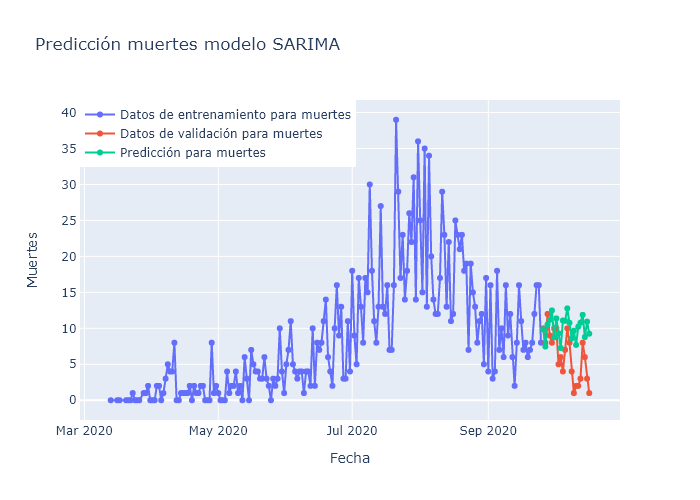 Predicción muertes modelo SARIMA
Datos de entrenamiento para muertes
Datos de validación para muertes
Predicción para muertes
Muertes
40
35
30
25
20
15
10
5
0
Mar 2020
May 2020
Jul 2020
Sep 2020
Fecha